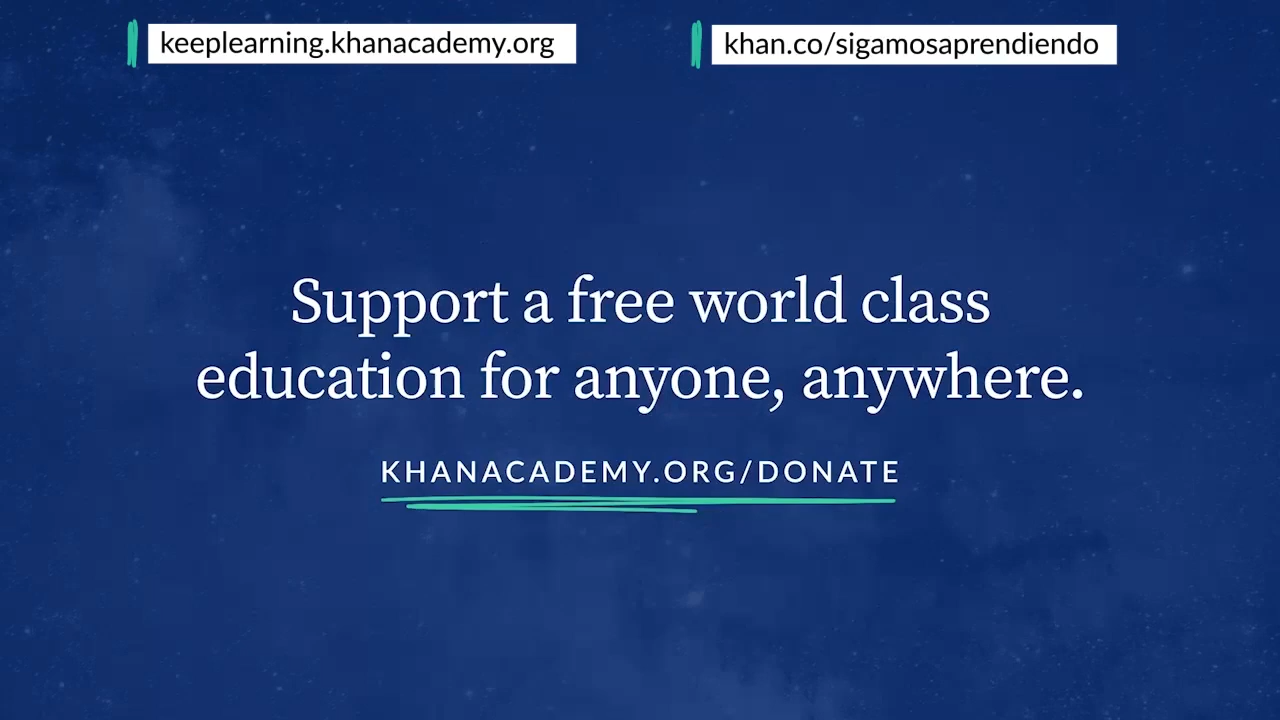 keeplearning.khanacademy.org
khan.co/sigamosaprendiendo
Support a free world class
education for anyone, anywhere.
KHANACADEMY.ORG/DONATE